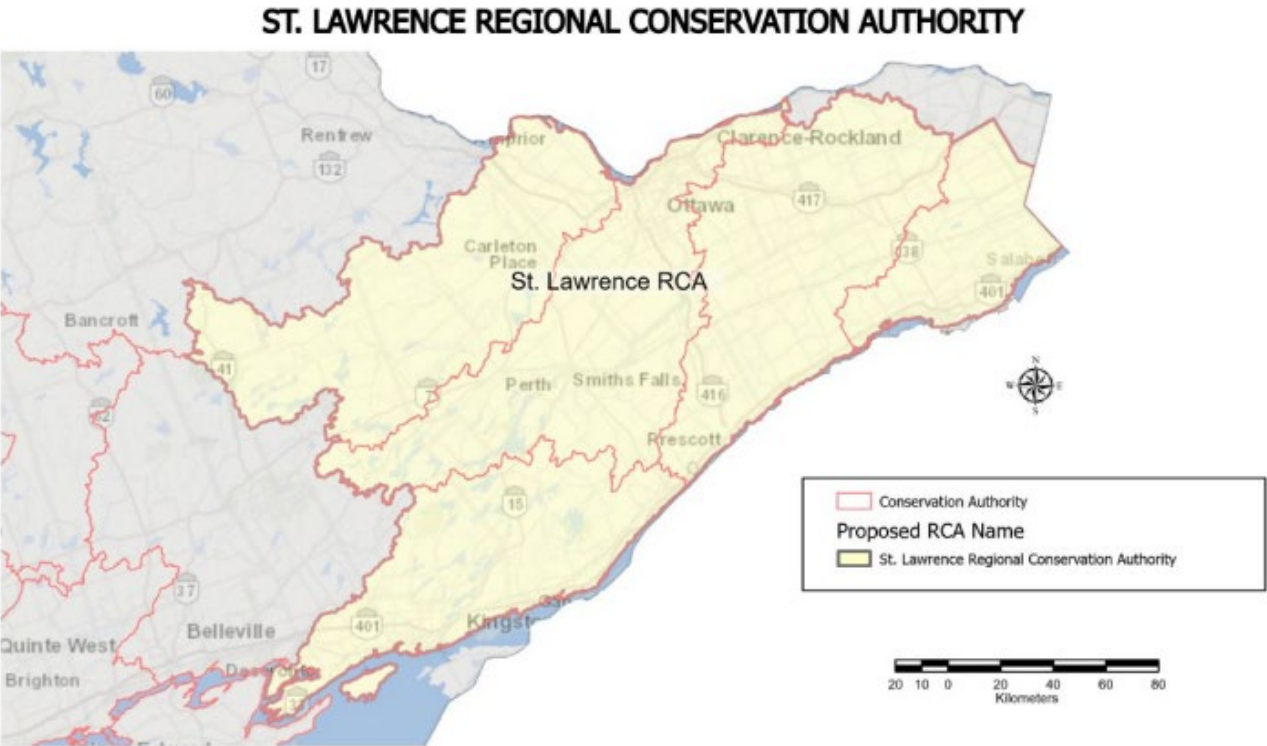 ST. LAWRENCE REGIONAL CONSERVATION AUTHORITY
17
60
Renfrew
132
Clarence-Rockland
Ottawa
417
Carleton
Place
St. Lawrence RCA
401
Bancroft
41
7
Perth
Smiths Falls
416
N
W
E
S
Prescott
15
Conservation Authority
Proposed RCA Name
St. Lawrence Regional Conservation Authority
37
401
Belleville
Quinte West
Brighton
20 10 0 20 40 60 80
Kilometers